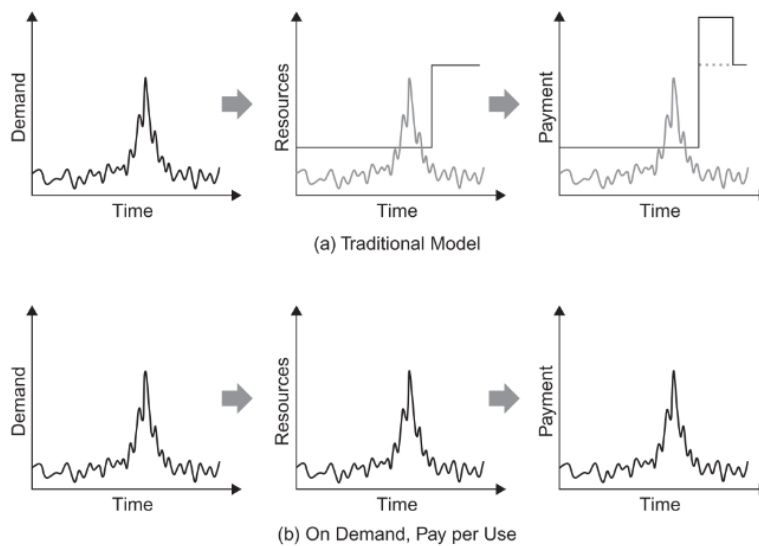 Demand
Time
Resources
Time
Payment
Time
(a) Traditional Model
Demand
Time
Resources
Time
Payment
Time
(b) On Demand, Pay per Use